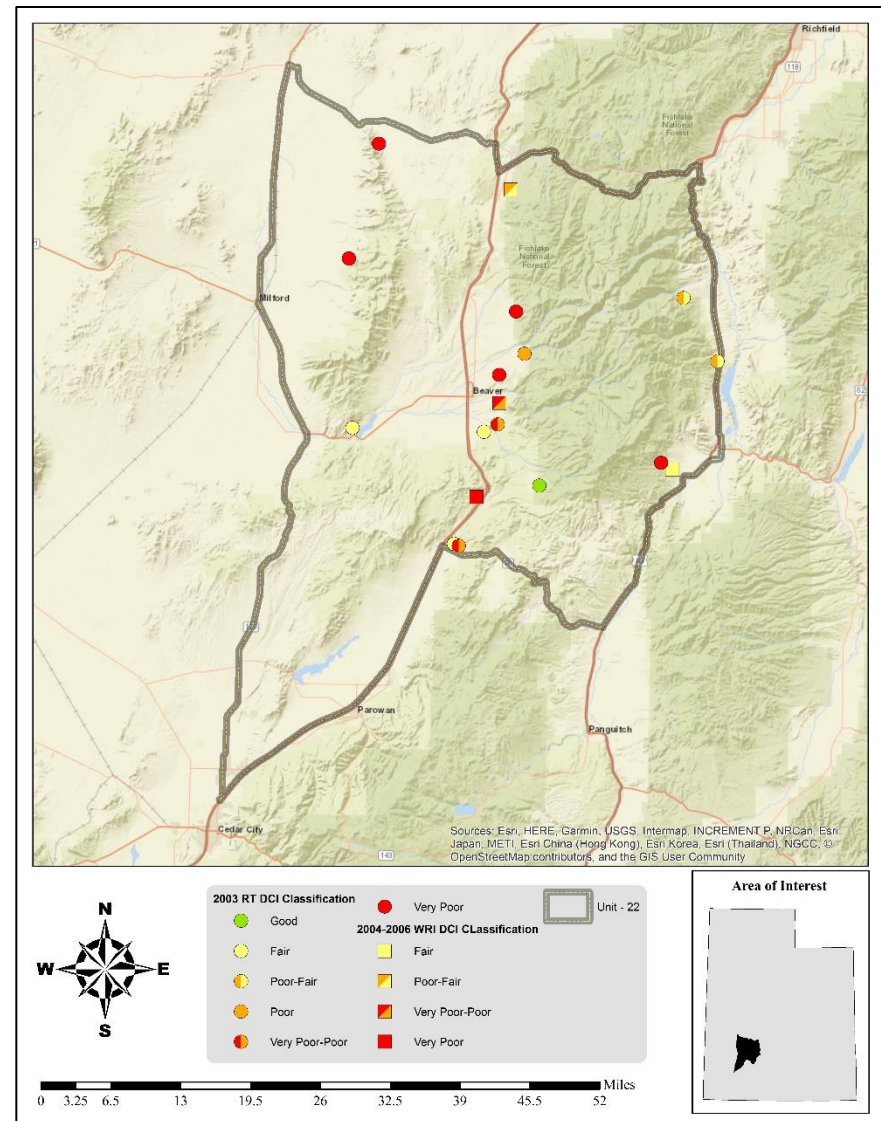 Richfield
118
Fishlake
National
Forest
Fishlake
National
Forest
Milford
Beaver
62
Parowan
Panguitch
Cedar City
143
Sources: Esri, HERE, Garmin, USGS, Intermap, INCREMENT P, NRCan, Esri
Japan, METI, Esri China (Hong Kong), Esri Korea, Esri (Thailand), NGCC, ©
OpenStreetMap contributors, and the GIS User Community
N
W E
S
2003 RT DCI Classification
Good
Fair
Poor-Fair
Poor
Very Poor-Poor
Very Poor
2004-2006 WRI DCI CLassification
Fair
Poor-Fair
Very Poor-Poor
Very Poor
Unit - 22
Area of Interest
Miles
0 3.25 6.5 13 19.5 26 32.5 39 45.5 52